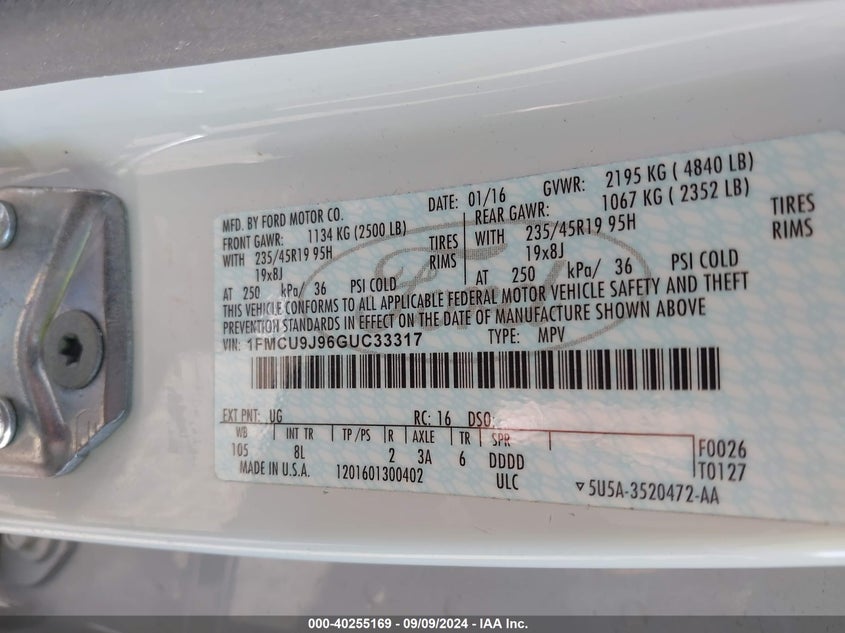 MFD. BY FORD MOTOR CO. DATE: 01/16 GVWR: 2195 KG ( 4840 LB)
FRONT GAWR: 1134 KG (2500 LB) REAR GAWR: 1067 KG ( 2352 LB)
WITH 235/45R19 95H TIRES WITH 235/45R19 95H TIRES
19x8J RIMS 19x8J RIMS
AT 250 kPa/ 36 PSI COLD AT 250 kPa/ 36 PSI COLD
THIS VEHICLE CONFORMS TO ALL APPLICABLE FEDERAL MOTOR VEHICLE SAFETY AND THEFT
PREVENTION STANDARDS IN EFFECT ON THE DATE OF MANUFACTURE SHOWN ABOVE
VIN: 1FMCU9J96GUC33317 TYPE: MPV
Ford
EXT PNT: UG RC: 16 DSO:
WB INT TR TP/PS R AXLE TR SPR
105 8L 2 3A 6 DDDD
F0026
T0127
MADE IN U.S.A. 1201601300402 ULC ▽5U5A-3520472-AA
000-40255169 - 09/09/2024 - IAA Inc.